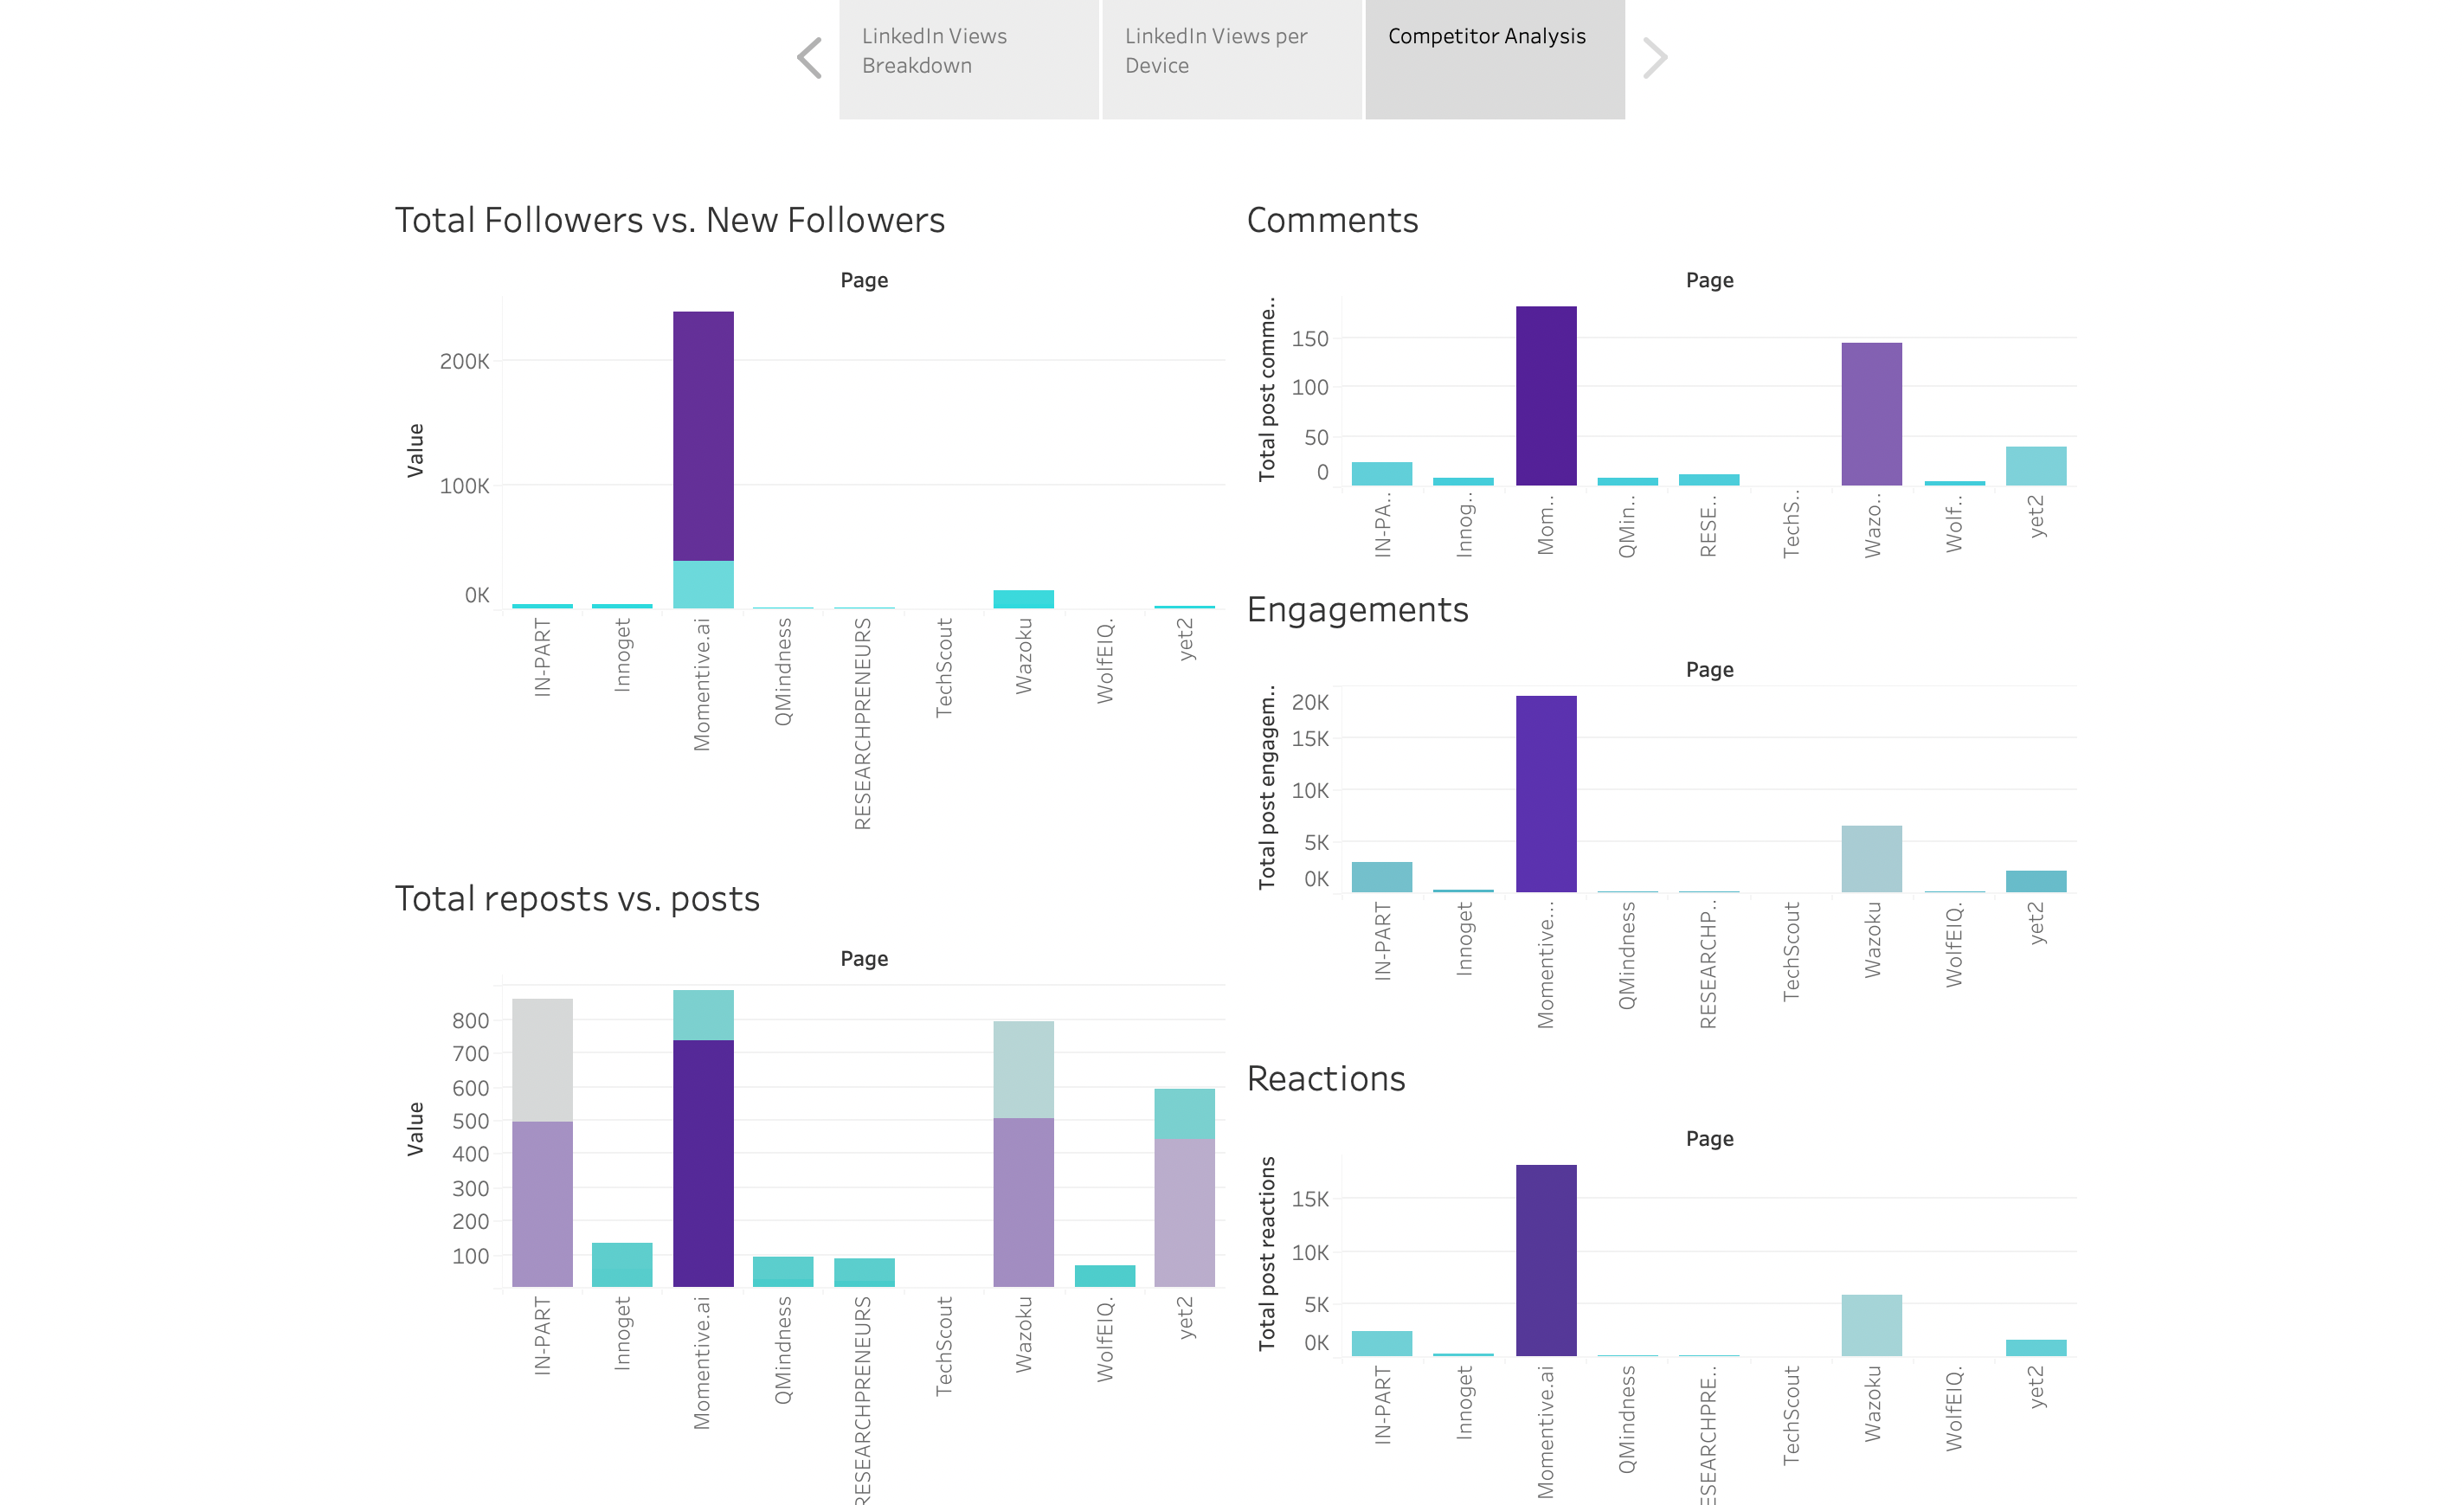 LinkedIn Views
Breakdown
LinkedIn Views per
Device
Competitor Analysis
Total Followers vs. New Followers
Page
Value
200K
100K
0K
IN-PART
Innoget
Momentive.ai
QMindness
RESEARCHPRENEURS
TechScout
Wazoku
WolfEIQ.
yet2
Total reposts vs. posts
Page
Value
800
700
600
500
400
300
200
100
IN-PART
Innoget
Momentive.ai
QMindness
RESEARCHPRENEURS
TechScout
Wazoku
WolfEIQ.
yet2
Comments
Page
Total post comme..
150
100
50
0
IN-PA..
Innog..
Mom..
QMin..
RESE..
TechS..
Wazo..
Wolf..
yet2
Engagements
Page
Total post engagem..
20K
15K
10K
5K
0K
IN-PART
Innoget
Momentive...
QMindness
RESEARCHP..
TechScout
Wazoku
WolfEIQ.
yet2
Reactions
Page
Total post reactions
15K
10K
5K
0K
IN-PART
Innoget
Momentive.ai
QMindness
ESEARCHPRE..
TechScout
Wazoku
WolfEIQ.
yet2